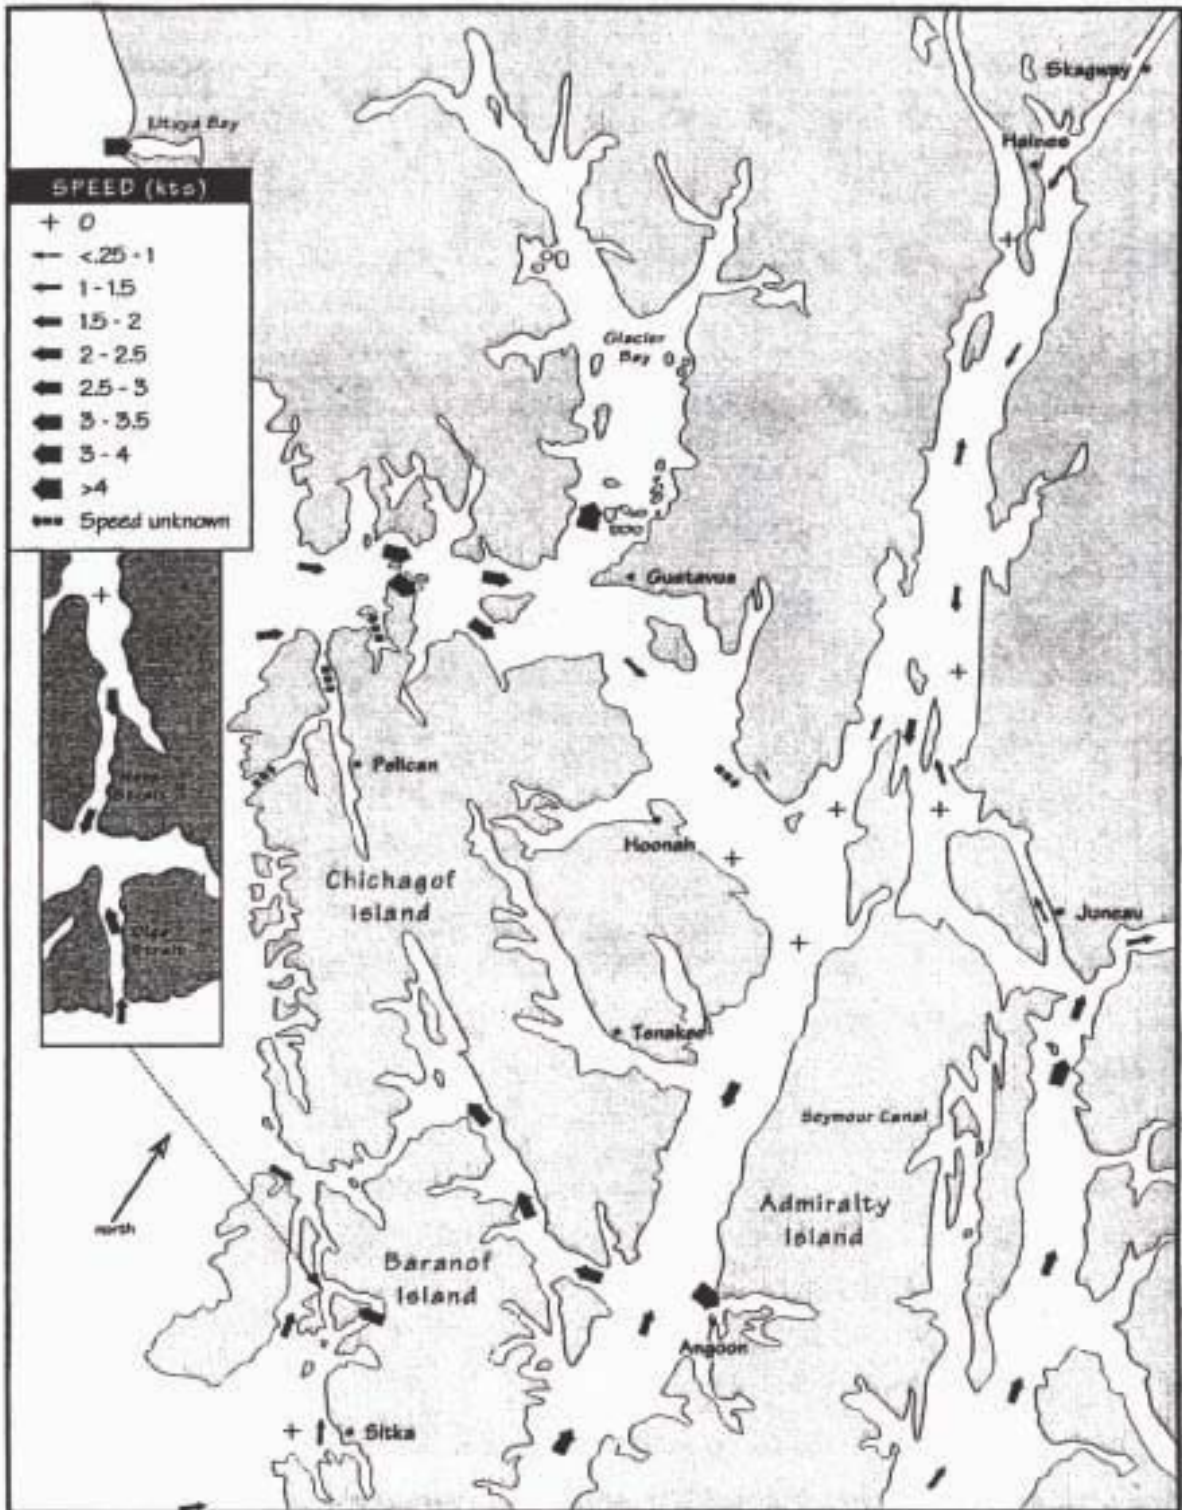 Skagway
Haines
SPEED (kts)
0
<.25 - 1
1 - 1.5
1.5 - 2
2 - 2.5
2.5 - 3
3 - 3.5
3 - 4
>4
Speed unknown
Glacier
Bay
Gustavus
Pelican
Hoonah
Chichagof
Island
Juneau
Tenakee
Seymour Canal
north
Admiralty
Island
Baranof
Island
Angoon
Sitka